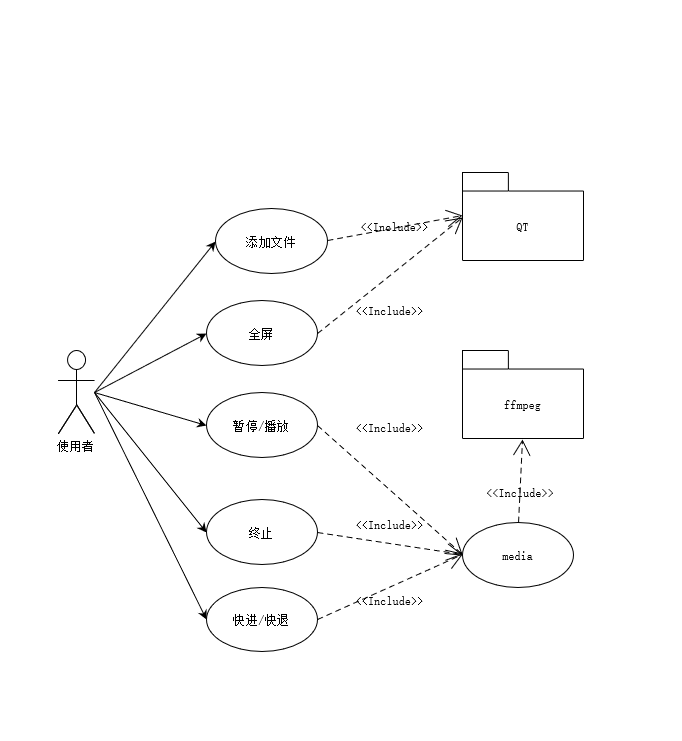 添加文件
<<Include>>
QT
全屏
<<Include>>
ffmpeg
使用者
暂停/播放
<<Include>>
<<Include>>
终止
<<Include>>
media
快进/快退
<<Include>>